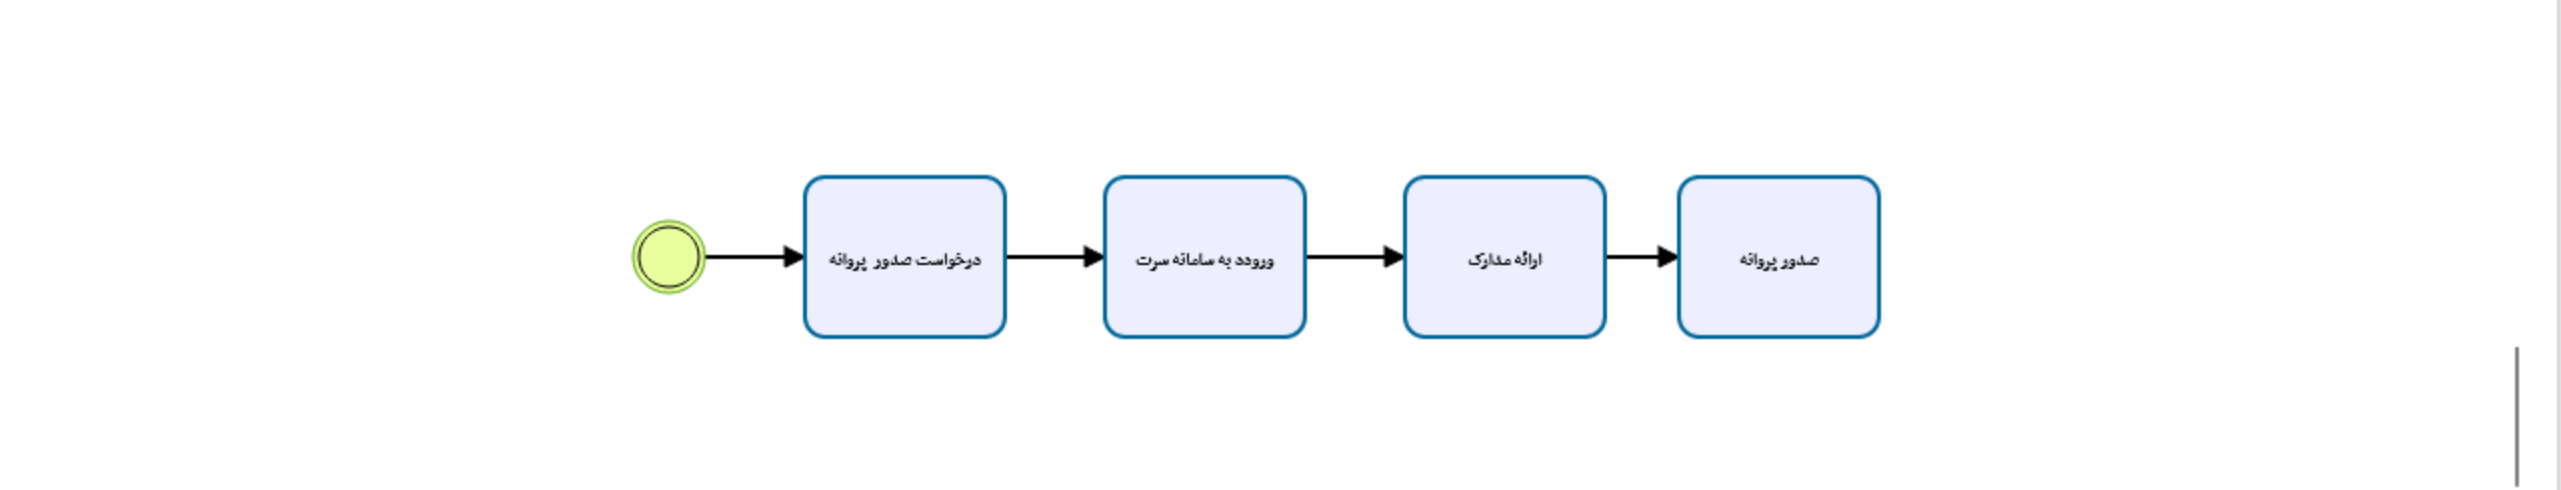 درخواست صدور پروانه
ورودد به سامانه سرت
ارائه مدارک
صدور پروانه